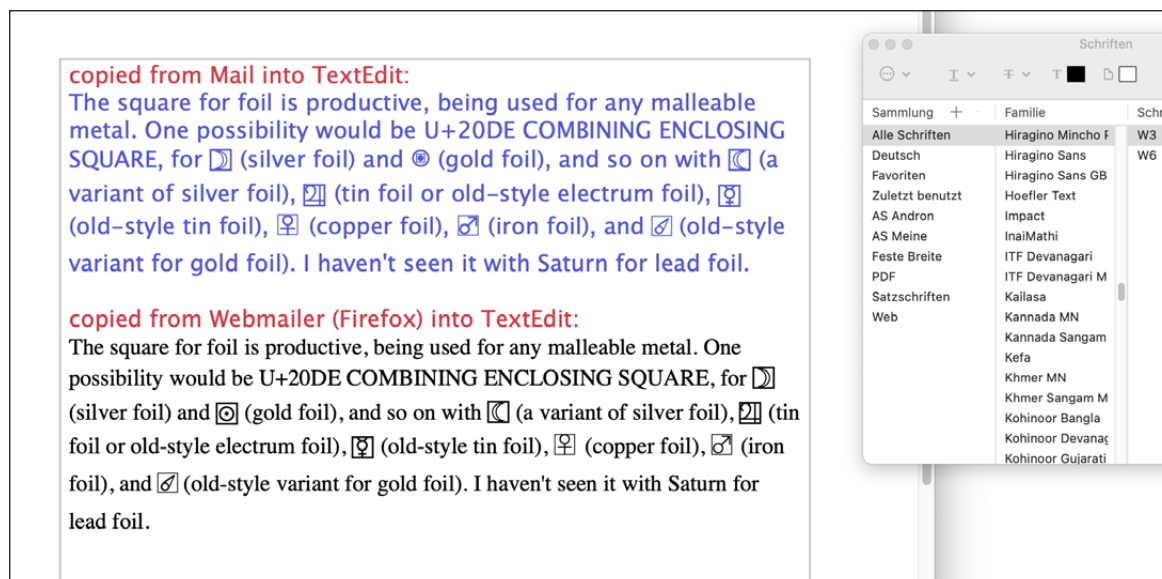 copied from Mail into TextEdit:
The square for foil is productive, being used for any malleable
metal. One possibility would be U+20DE COMBINING ENCLOSING
SQUARE, for ☽⃞ (silver foil) and ☉⃞ (gold foil), and so on with ☾⃞ (a
variant of silver foil), ♃⃞ (tin foil or old-style electrum foil), ☿⃞
(old-style tin foil), ♀⃞ (copper foil), ♂⃞ (iron foil), and (old-style
variant for gold foil). I haven't seen it with Saturn for lead foil.
copied from Webmailer (Firefox) into TextEdit:
The square for foil is productive, being used for any malleable metal. One
possibility would be U+20DE COMBINING ENCLOSING SQUARE, for ☽⃞
(silver foil) and ☉⃞ (gold foil), and so on with ☾⃞ (a variant of silver foil), ♃⃞ (tin
foil or old-style electrum foil), ☿⃞ (old-style tin foil), ♀⃞ (copper foil), ♂⃞ (iron
foil), and (old-style variant for gold foil). I haven't seen it with Saturn for
lead foil.
Schriften
T T T
Sammlung + Familie Schr
Alle Schriften Hiragino Mincho P W3
Deutsch Hiragino Sans W6
Favoriten Hiragino Sans GB
Zuletzt benutzt Hoefler Text
AS Andron Impact
AS Meine InaiMathi
Feste Breite ITF Devanagari
PDF ITF Devanagari M
Satzschriften Kailasa
Web Kannada MN
Kannada Sangam
Kefa
Khmer MN
Khmer Sangam M
Kohinoor Bangla
Kohinoor Devanag
Kohinoor Gujarati